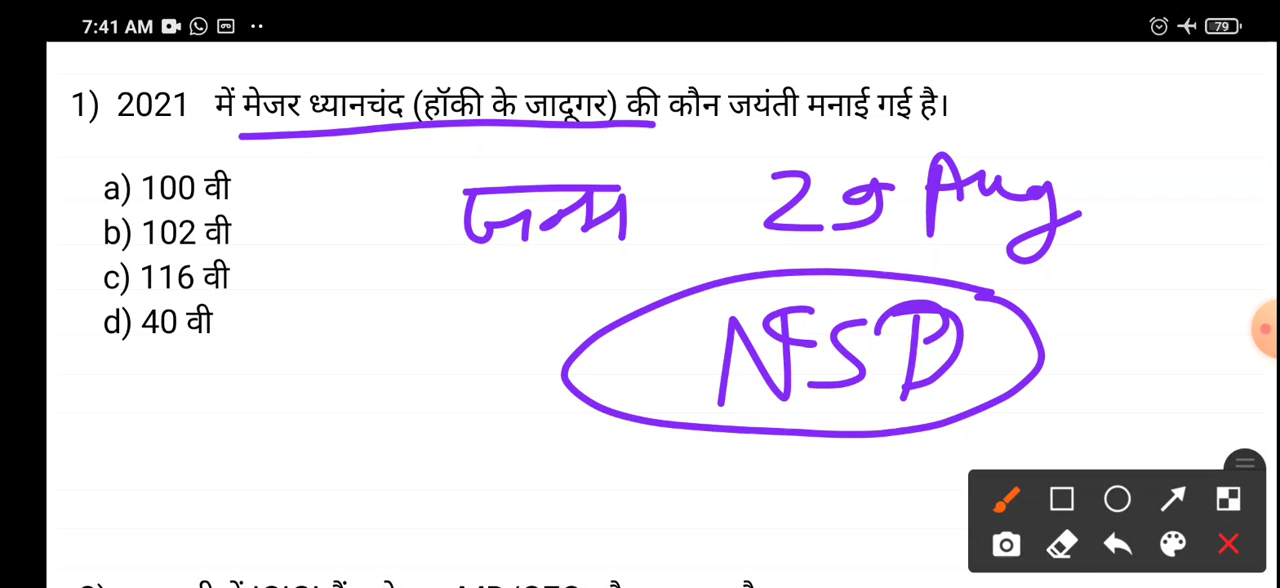 7:41 AM
79
1) 2021 में मेजर ध्यानचंद (हॉकी के जादूगर) की कौन जयंती मनाई गई है।
a) 100 वी
b) 102 वी
c) 116 वी
d) 40 वी
जन्म 29 Aug
NSD